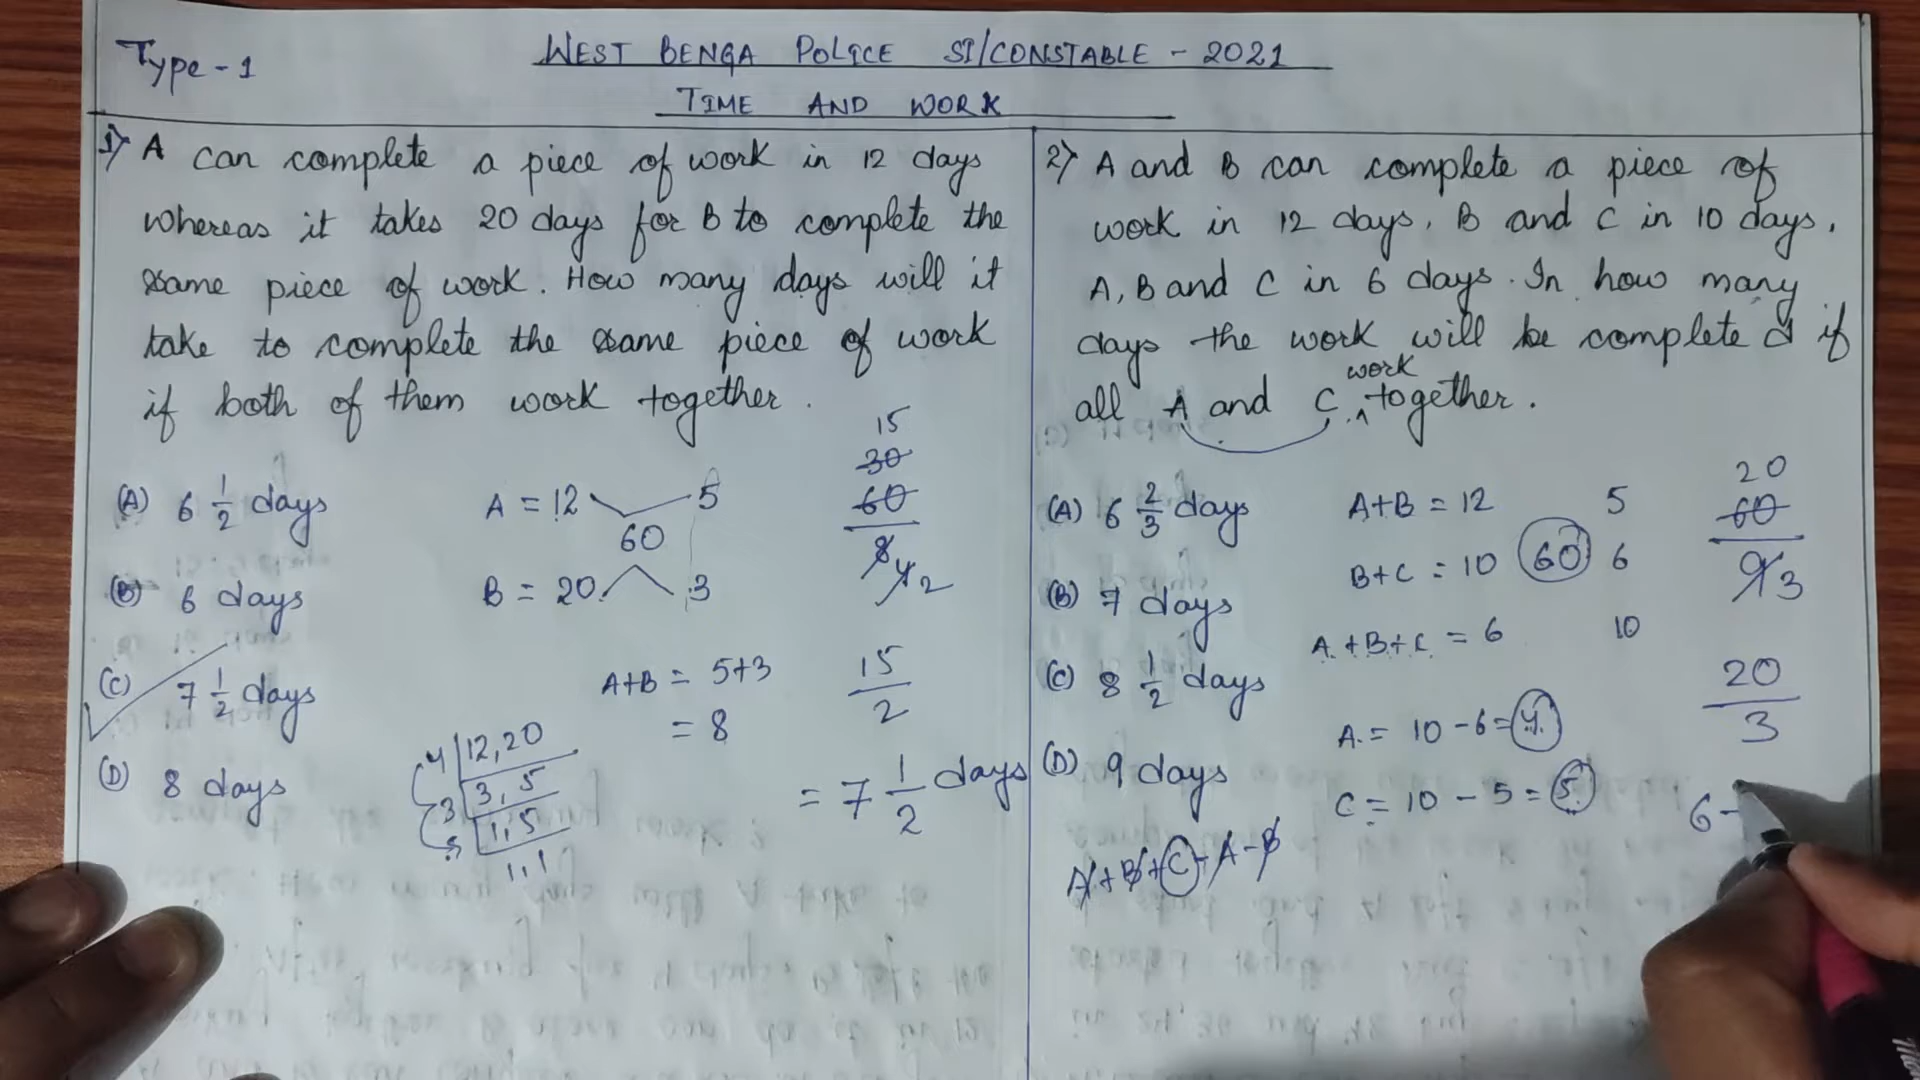 Type-1
WEST BENGA POLICE SI/CONSTABLE - 2021
TIME AND WORK
1) A can complete a piece of work in 12 days
whereas it takes 20 days for B to complete the
same piece of work. How many days will it
take to complete the same piece of work
if both of them work together.
(A) 6 1/2 days
(B) 6 days
(C) 7 1/2 days
(D) 8 days
A = 12 5
60
B = 20 3
A+B = 5+3
= 8
4 | 12, 20
3 | 3, 5
5 | 1, 5
1, 1
15
30
60
8 4 2
15
2
= 7 1/2 days
2) A and B can complete a piece of
work in 12 days, B and C in 10 days,
A, B and C in 6 days. In how many
days the work will be complete d if
work
all A and C ^ together.
(A) 6 2/3 days
(B) 7 days
(C) 8 1/2 days
(D) 9 days
A+B = 12 5
B+C = 10 60 6
A+B+C = 6 10
A = 10 - 6 = 4
C = 10 - 5 = 5
A+B+C-A-B
20
60
9 3
20
3
6